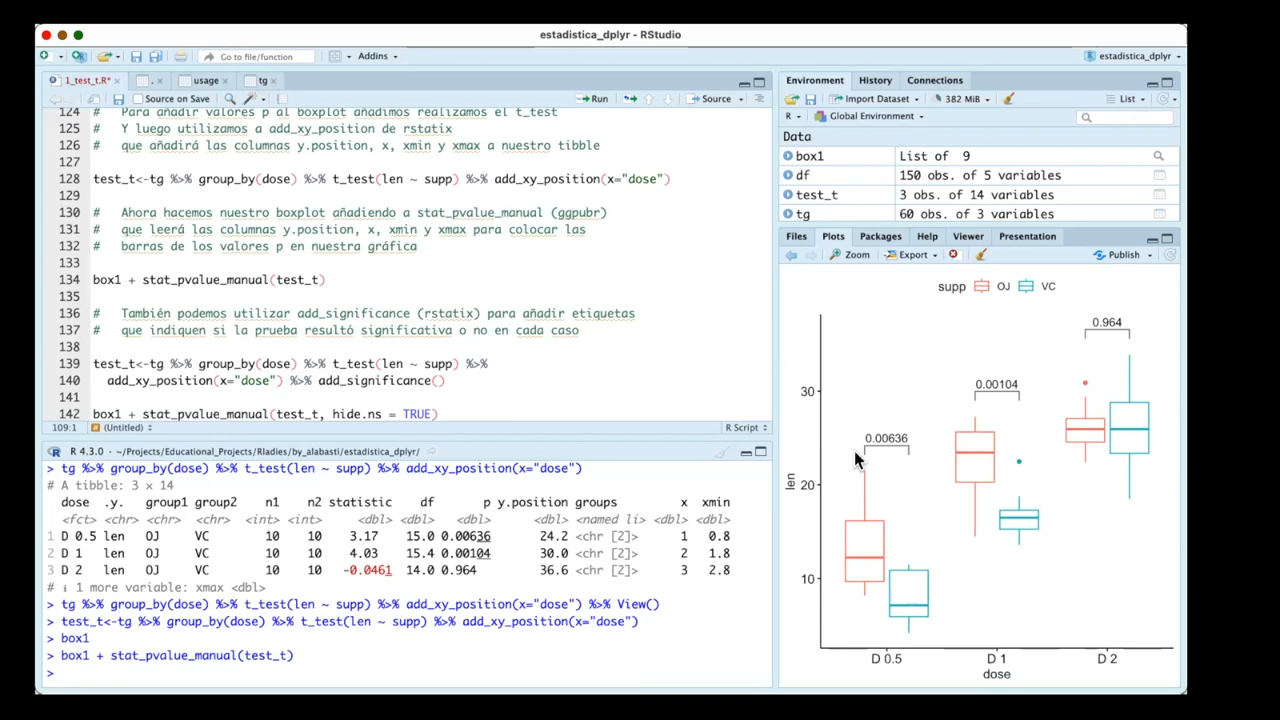 estadistica_dplyr - RStudio
Go to file/function
Addins
estadistica_dplyr
1_test_t.R*
.
usage
tg
Source on Save
Run
Source
124 # Para añadir valores p al boxplot añadimos realizamos el t_test
125 # Y luego utilizamos a add_xy_position de rstatix
126 # que añadirá las columnas y.position, x, xmin y xmax a nuestro tibble
127
128 test_t<-tg %>% group_by(dose) %>% t_test(len ~ supp) %>% add_xy_position(x="dose")
129
130 # Ahora hacemos nuestro boxplot añadiendo a stat_pvalue_manual (ggpubr)
131 # que leerá las columnas y.position, x, xmin y xmax para colocar las
132 # barras de los valores p en nuestra gráfica
133
134 box1 + stat_pvalue_manual(test_t)
135
136 # También podemos utilizar add_significance (rstatix) para añadir etiquetas
137 # que indiquen si la prueba resultó significativa o no en cada caso
138
139 test_t<-tg %>% group_by(dose) %>% t_test(len ~ supp) %>%
140 add_xy_position(x="dose") %>% add_significance()
141
142 box1 + stat_pvalue_manual(test_t, hide.ns = TRUE)
109:1 (Untitled) R Script
R 4.3.0 · ~/Projects/Educational_Projects/Rladies/by_alabasti/estadistica_dplyr/
> tg %>% group_by(dose) %>% t_test(len ~ supp) %>% add_xy_position(x="dose")
# A tibble: 3 × 14
dose .y. group1 group2 n1 n2 statistic df p y.position groups x xmin
<fct> <chr> <chr> <chr> <int> <int> <dbl> <dbl> <dbl> <dbl> <named li> <dbl> <dbl>
1 D 0.5 len OJ VC 10 10 3.17 15.0 0.00636 24.2 <chr [2]> 1 0.8
2 D 1 len OJ VC 10 10 4.03 15.4 0.00104 30.0 <chr [2]> 2 1.8
3 D 2 len OJ VC 10 10 -0.0461 14.0 0.964 36.6 <chr [2]> 3 2.8
# ℹ 1 more variable: xmax <dbl>
> tg %>% group_by(dose) %>% t_test(len ~ supp) %>% add_xy_position(x="dose") %>% View()
> test_t<-tg %>% group_by(dose) %>% t_test(len ~ supp) %>% add_xy_position(x="dose")
> box1
> box1 + stat_pvalue_manual(test_t)
>
Environment History Connections
Import Dataset 382 MiB List
R Global Environment
Data
box1 List of 9
df 150 obs. of 5 variables
test_t 3 obs. of 14 variables
tg 60 obs. of 3 variables
Files Plots Packages Help Viewer Presentation
Zoom Export Publish
supp OJ VC
0.964
0.00104
0.00636
30
20
10
len
D 0.5 D 1 D 2
dose